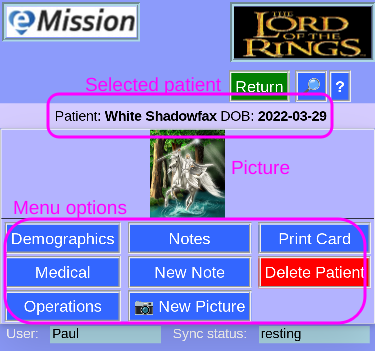 eMission
THE
LORD
OF THE
RINGS
Selected patient
Return
?
Patient: White Shadowfax DOB: 2022-03-29
Picture
Menu options
Demographics
Notes
Print Card
Medical
New Note
Delete Patient
Operations
New Picture
User: Paul
Sync status: resting